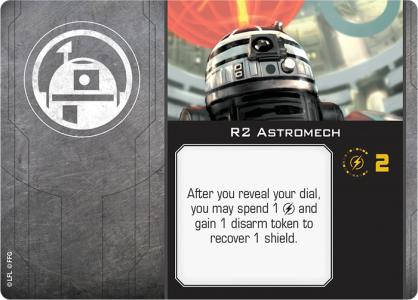 R2 Astromech
2
After you reveal your dial,
you may spend 1 and
gain 1 disarm token to
recover 1 shield.
© LFL © FFG